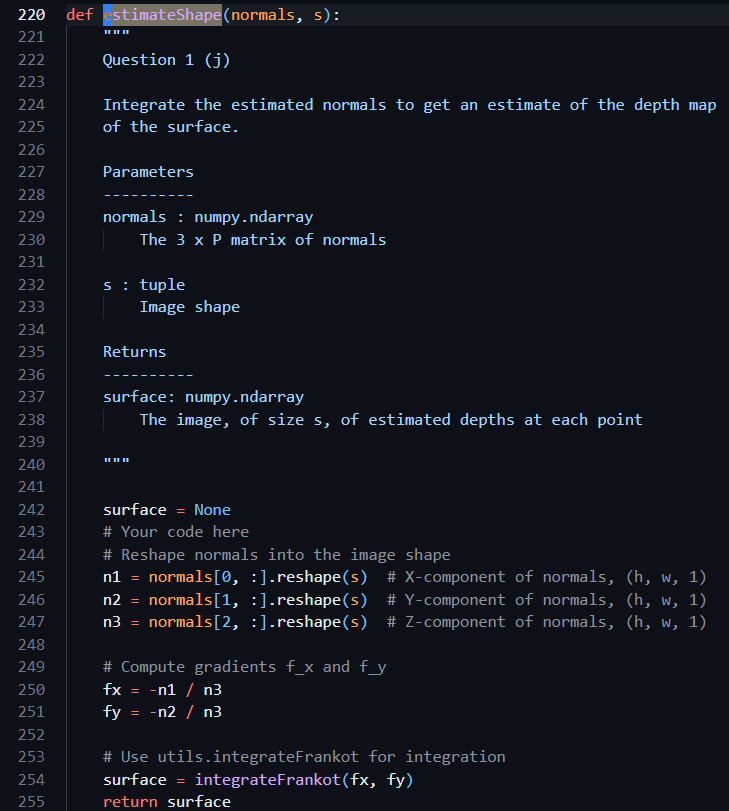 220 def estimateShape(normals, s):
221     """
222     Question 1 (j)
223
224     Integrate the estimated normals to get an estimate of the depth map
225     of the surface.
226
227     Parameters
228     ----------
229     normals : numpy.ndarray
230         The 3 x P matrix of normals
231
232     s : tuple
233         Image shape
234
235     Returns
236     ----------
237     surface: numpy.ndarray
238         The image, of size s, of estimated depths at each point
239
240     """
241
242     surface = None
243     # Your code here
244     # Reshape normals into the image shape
245     n1 = normals[0, :].reshape(s)  # X-component of normals, (h, w, 1)
246     n2 = normals[1, :].reshape(s)  # Y-component of normals, (h, w, 1)
247     n3 = normals[2, :].reshape(s)  # Z-component of normals, (h, w, 1)
248
249     # Compute gradients f_x and f_y
250     fx = -n1 / n3
251     fy = -n2 / n3
252
253     # Use utils.integrateFrankot for integration
254     surface = integrateFrankot(fx, fy)
255     return surface